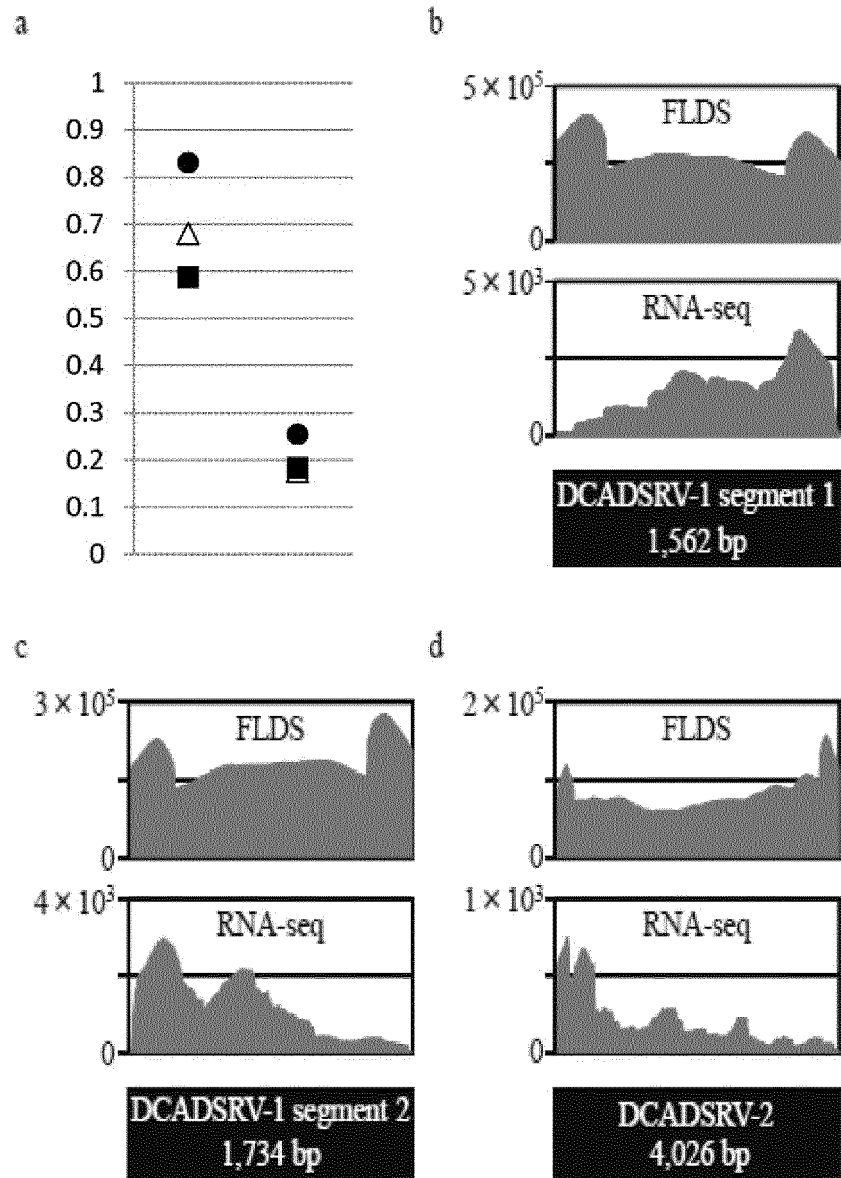 a
1
0.9
0.8
0.7
0.6
0.5
0.4
0.3
0.2
0.1
0
b
5×10⁵
FLDS
0
5×10³
RNA-seq
0
DCADSRV-1 segment 1
1,562 bp
c
3×10⁵
FLDS
0
4×10³
RNA-seq
0
DCADSRV-1 segment 2
1,734 bp
d
2×10⁵
FLDS
0
1×10³
RNA-seq
0
DCADSRV-2
4,026 bp